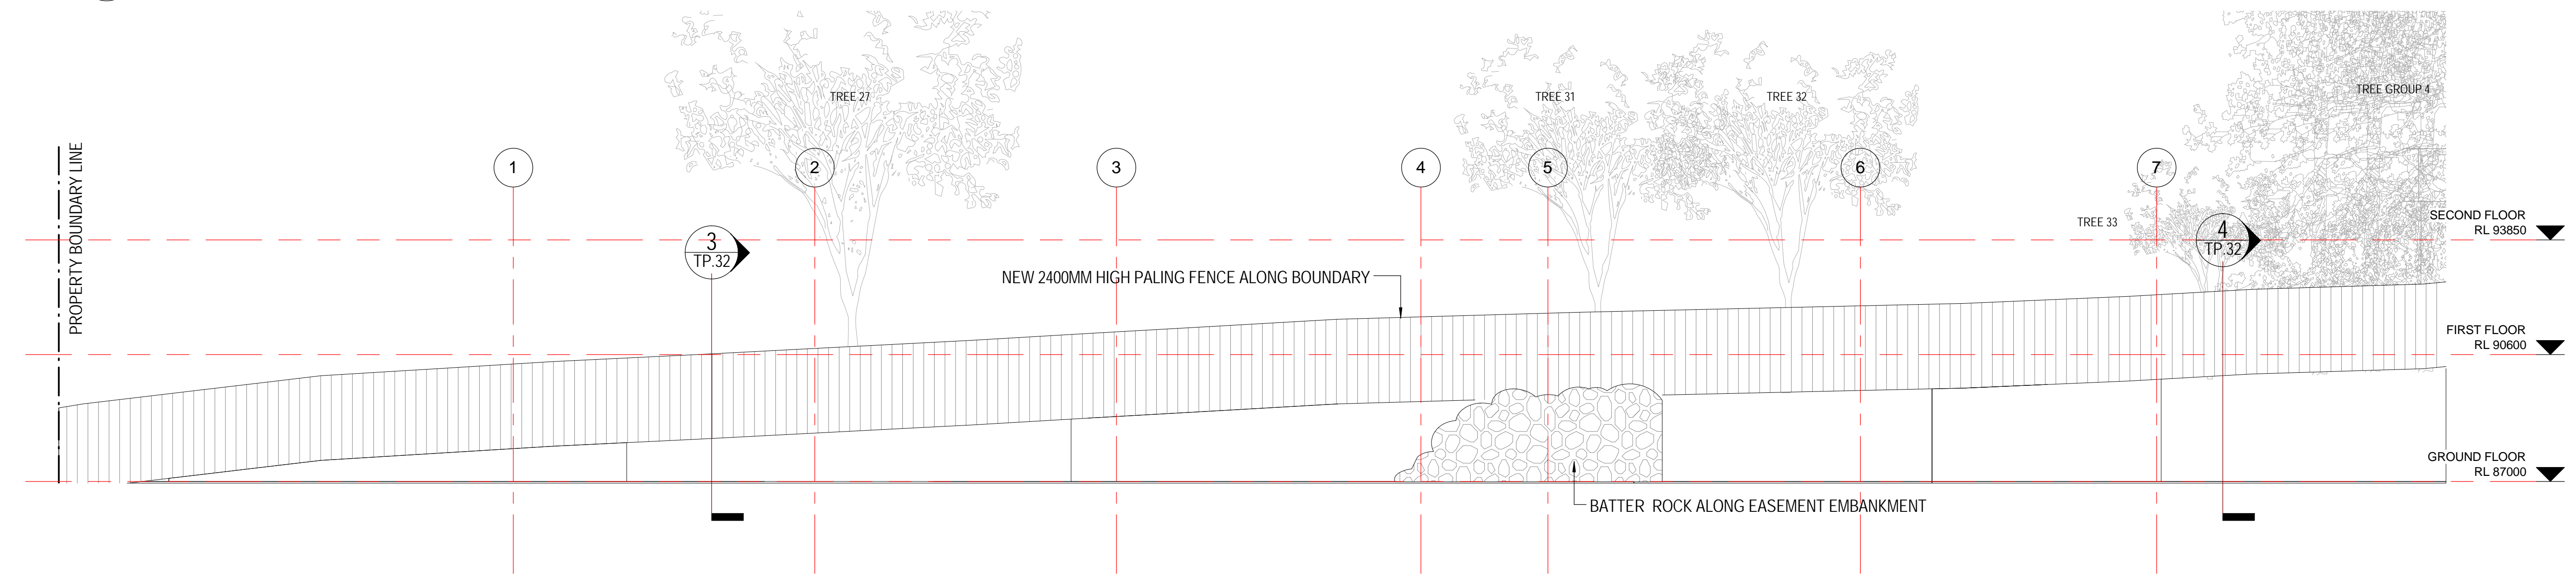 TREE 27
TREE 31
TREE 32
TREE GROUP 4
PROPERTY BOUNDARY LINE
1
2
3
4
5
6
7
TREE 33
SECOND FLOOR
RL 93850
3
TP.32
4
TP.32
NEW 2400MM HIGH PALING FENCE ALONG BOUNDARY
FIRST FLOOR
RL 90600
GROUND FLOOR
RL 87000
BATTER ROCK ALONG EASEMENT EMBANKMENT